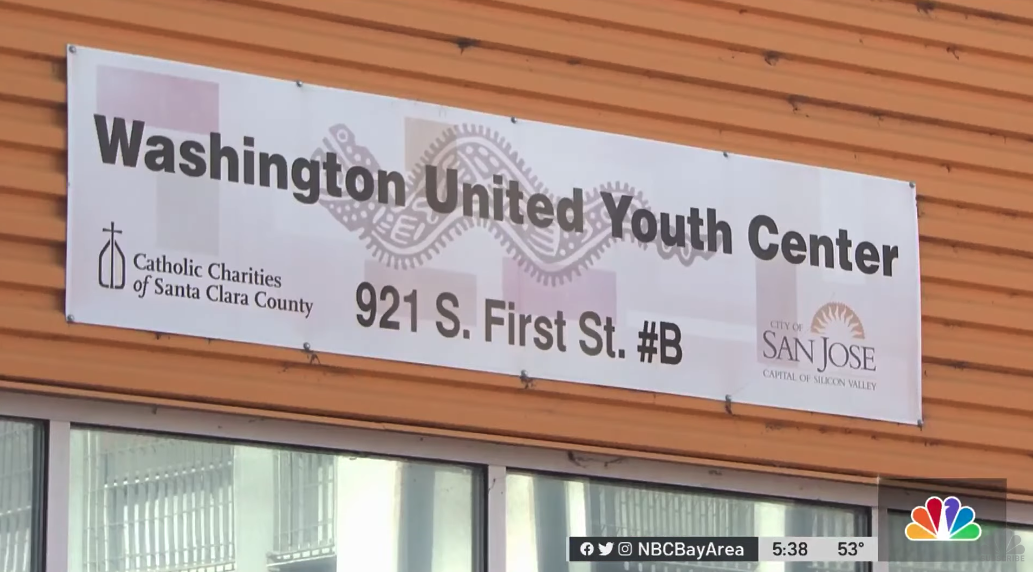 Washington United Youth Center
Catholic Charities
of Santa Clara County
921 S. First St. #B
CITY OF
SAN JOSE
CAPITAL OF SILICON VALLEY
NBCBayArea 5:38 53°